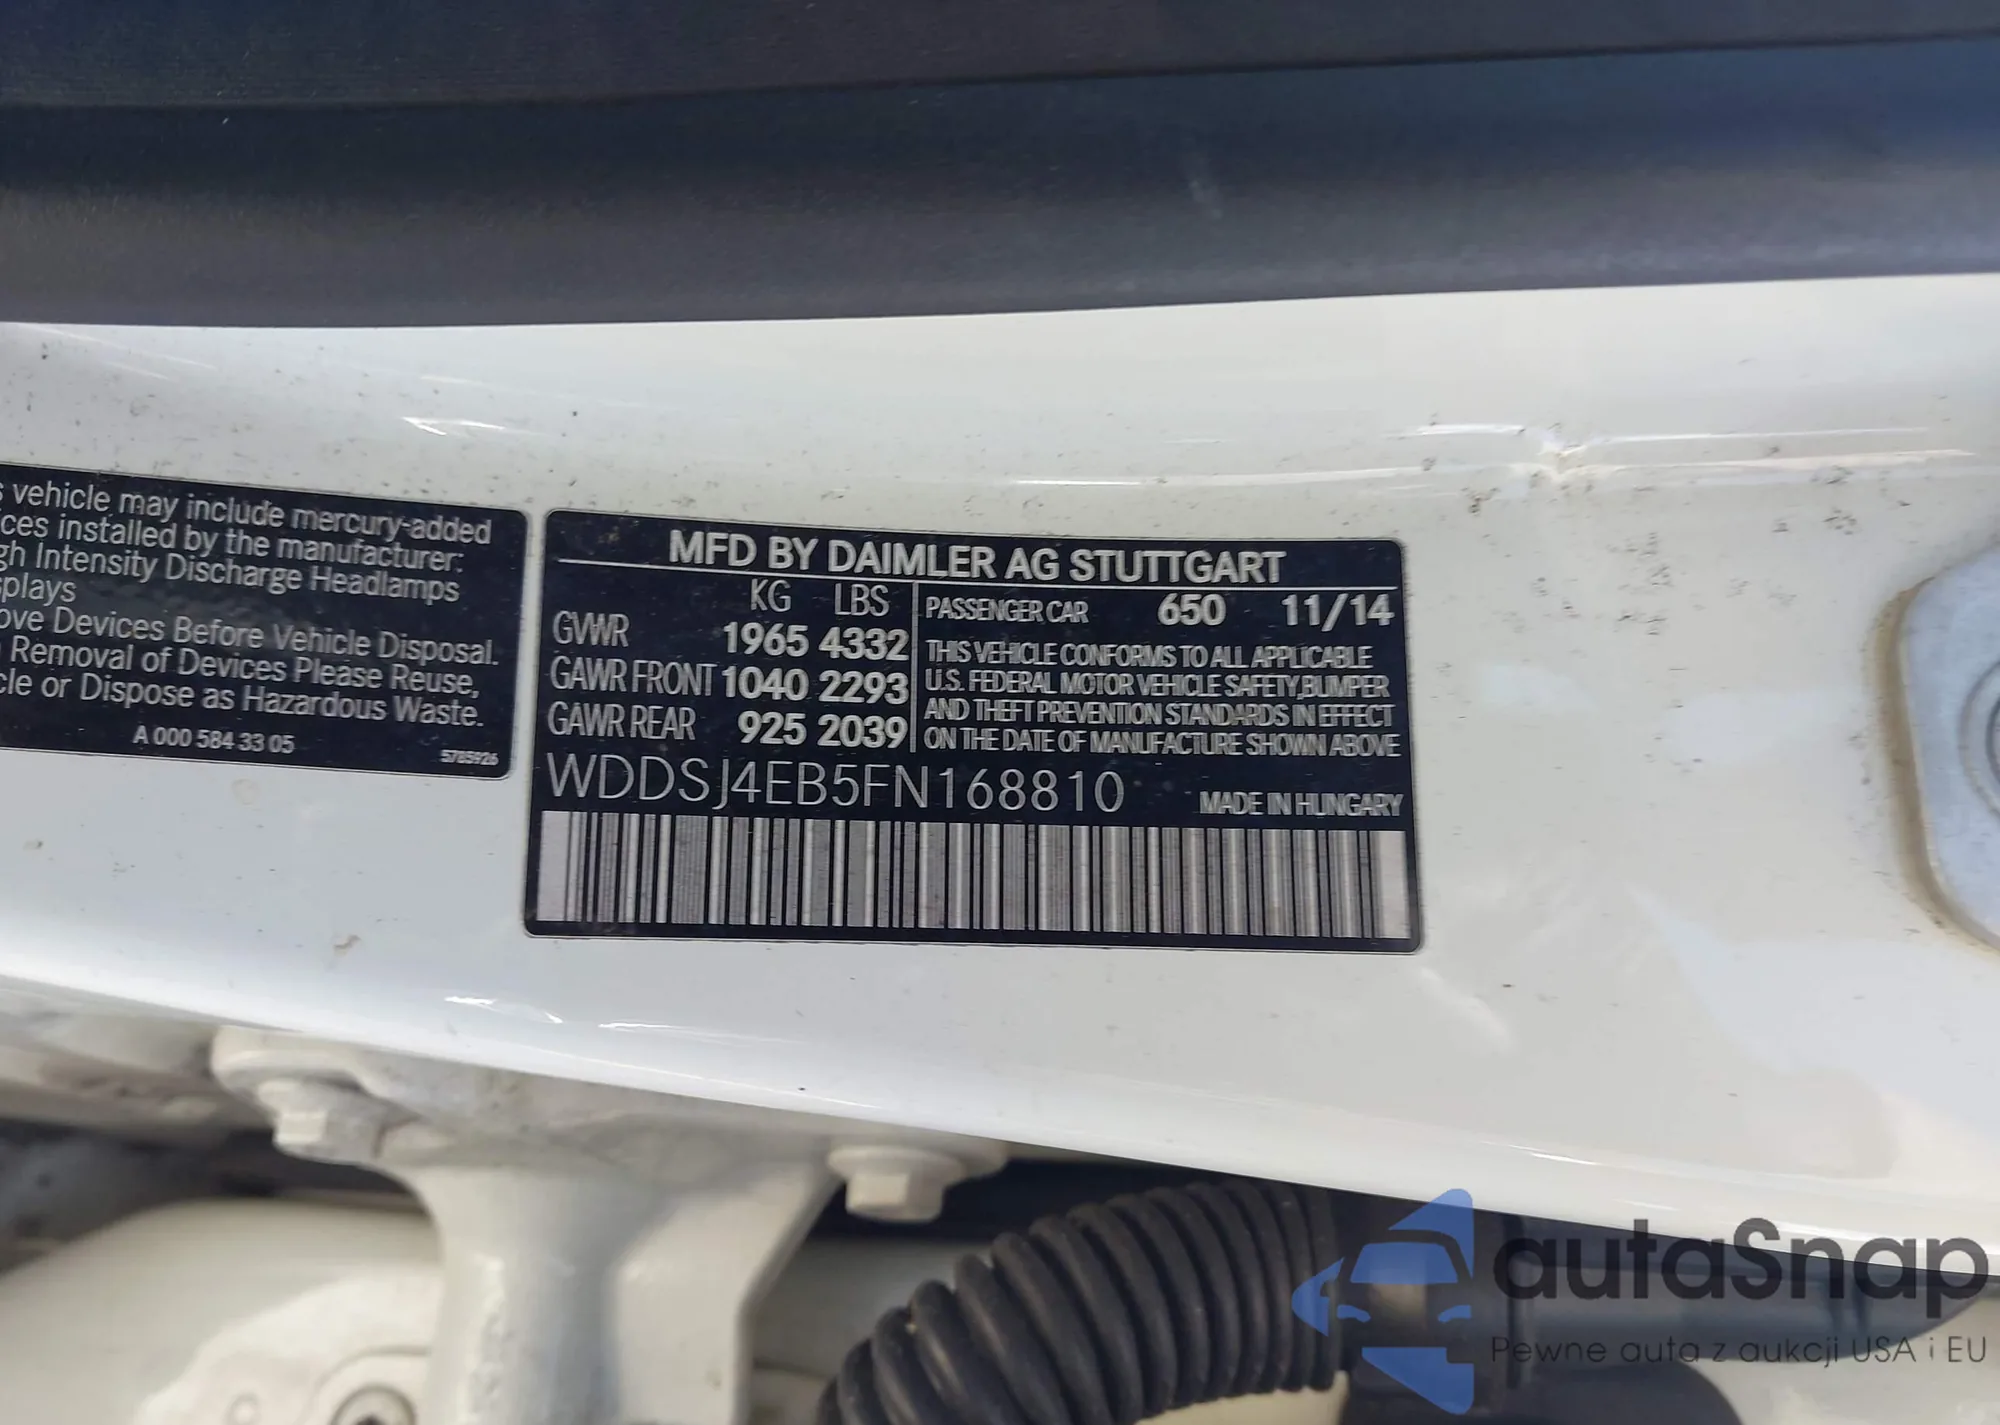 vehicle may include mercury-added
ces installed by the manufacturer:
gh Intensity Discharge Headlamps
splays
ove Devices Before Vehicle Disposal.
Removal of Devices Please Reuse,
cle or Dispose as Hazardous Waste.
A 000 584 33 05
5785926
MFD BY DAIMLER AG STUTTGART
KG LBS
GVWR 1965 4332
GAWR FRONT 1040 2293
GAWR REAR 925 2039
PASSENGER CAR 650 11/14
THIS VEHICLE CONFORMS TO ALL APPLICABLE
U.S. FEDERAL MOTOR VEHICLE SAFETY,BUMPER
AND THEFT PREVENTION STANDARDS IN EFFECT
ON THE DATE OF MANUFACTURE SHOWN ABOVE
WDDSJ4EB5FN168810
MADE IN HUNGARY
autaSnap
Pewne auta z aukcji USA i EU